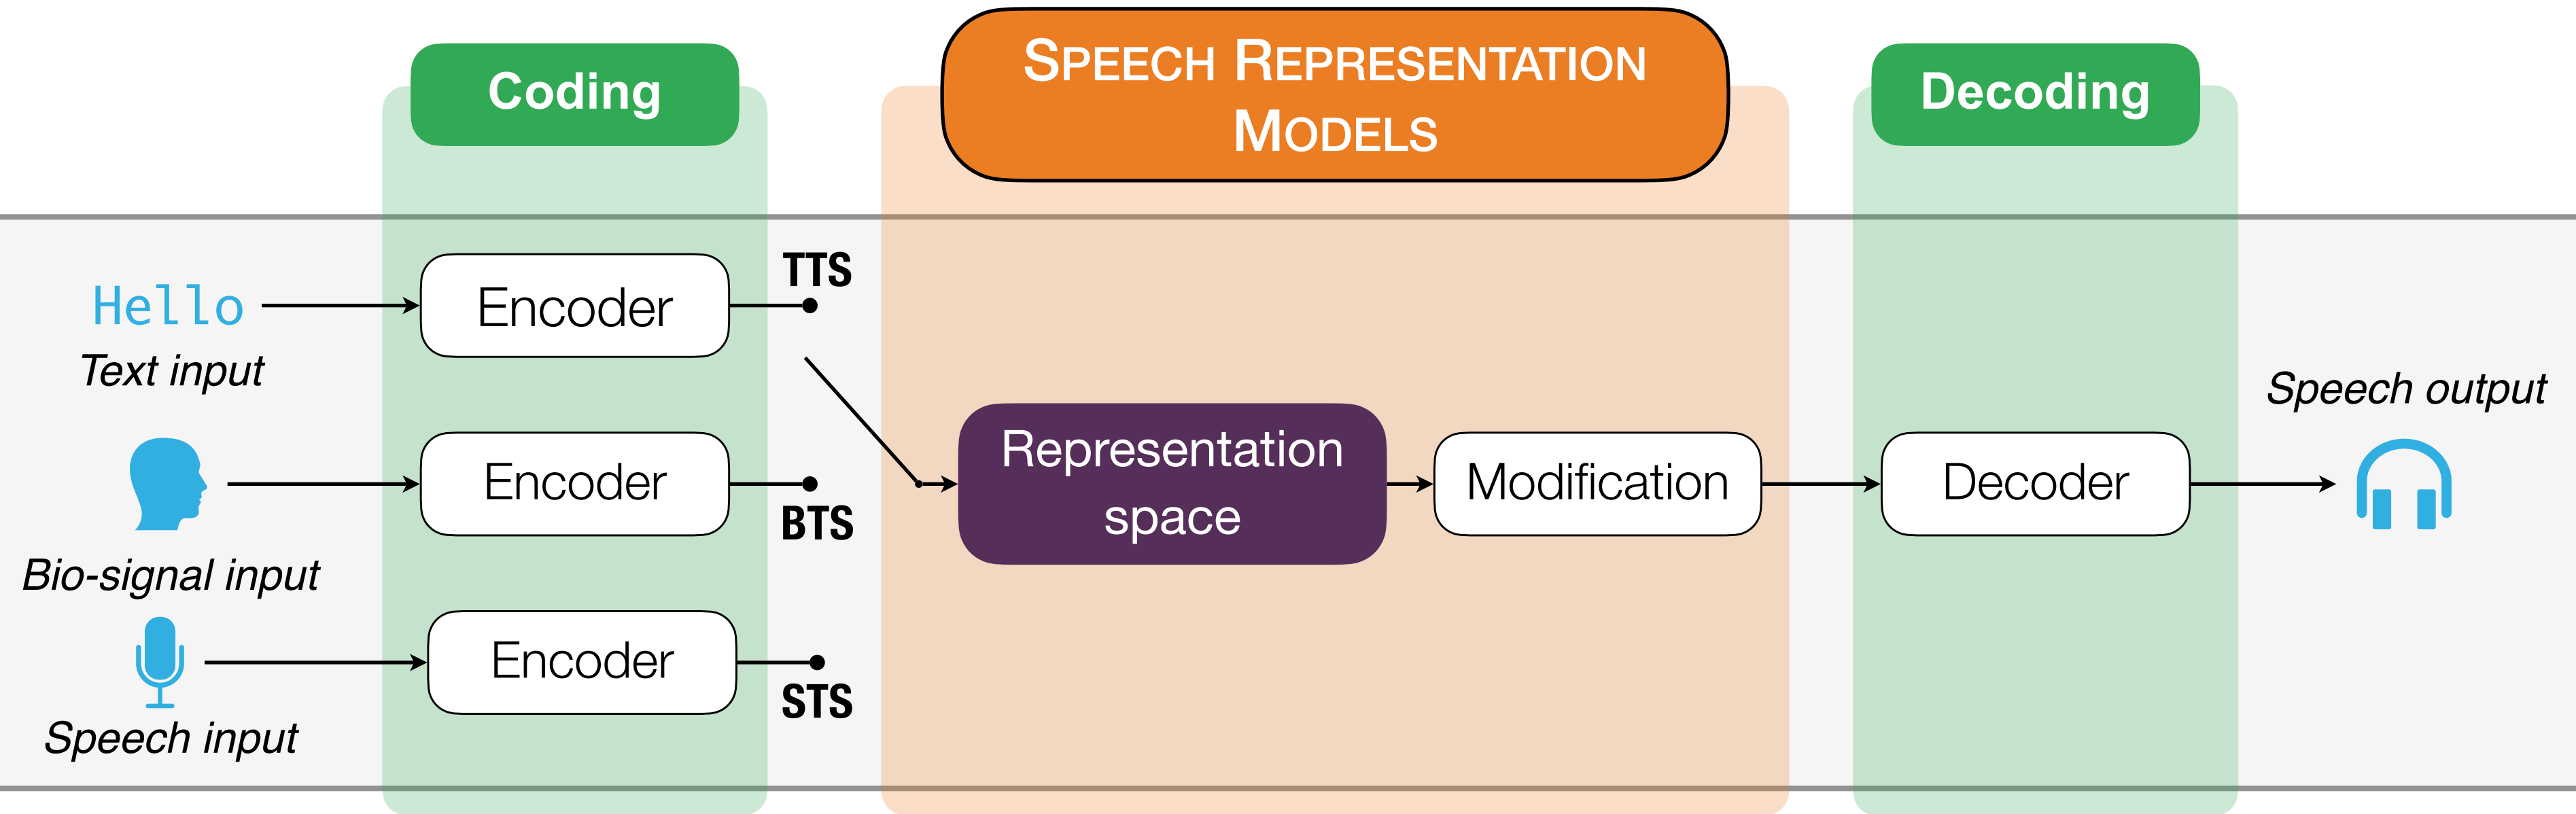 Coding
SPEECH REPRESENTATION
MODELS
Decoding
Hello
Text input
Encoder
TTS
Bio-signal input
Encoder
BTS
Speech input
Encoder
STS
Representation
space
Modification
Decoder
Speech output